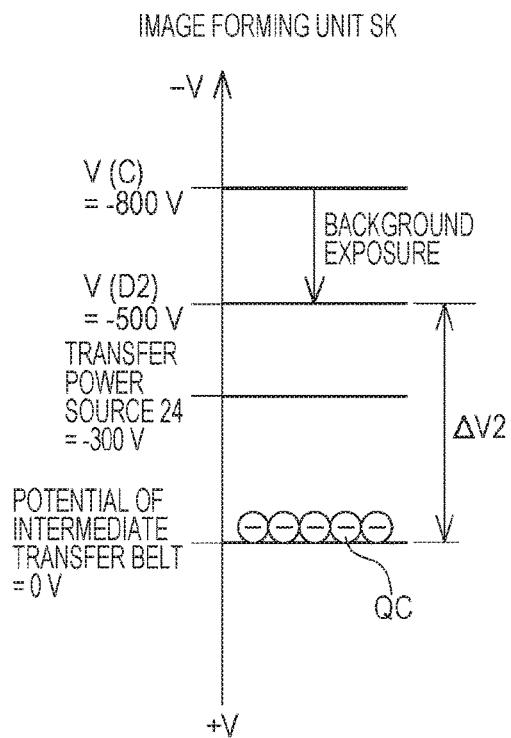 IMAGE FORMING UNIT SK
–V
V (C)
= -800 V
BACKGROUND
EXPOSURE
V (D2)
= -500 V
TRANSFER
POWER
SOURCE 24
= -300 V
ΔV2
POTENTIAL OF
INTERMEDIATE
TRANSFER BELT
= 0 V
− − − − −
QC
+V